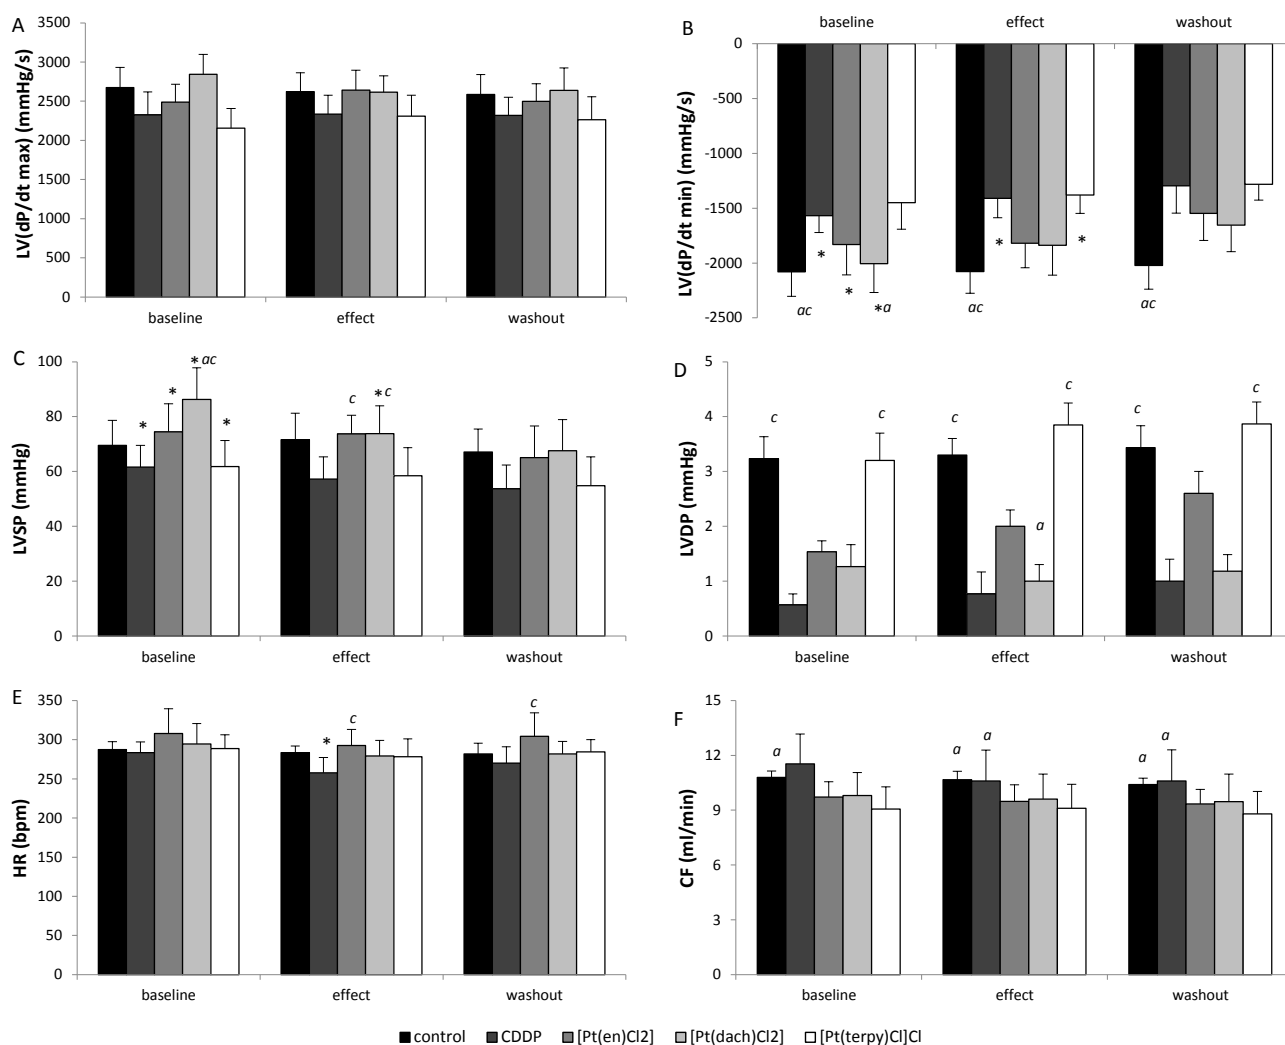 A
LV(dP/dt max) (mmHg/s)
3500
3000
2500
2000
1500
1000
500
0
baseline effect washout
B
baseline effect washout
LV(dP/dt min) (mmHg/s)
0
-500
-1000
-1500
-2000
-2500
* * *
* *a
ac ac ac
C
LVSP (mmHg)
100
80
60
40
20
0
* ac
* * * c *c
baseline effect washout
D
LVDP (mmHg)
5
4
3
2
1
0
c c c c c c
a
baseline effect washout
E
HR (bpm)
350
300
250
200
150
100
50
0
* c c
baseline effect washout
F
CF (ml/min)
15
12
9
6
3
0
a a a a a
baseline effect washout
control CDDP [Pt(en)Cl2] [Pt(dach)Cl2] [Pt(terpy)Cl]Cl